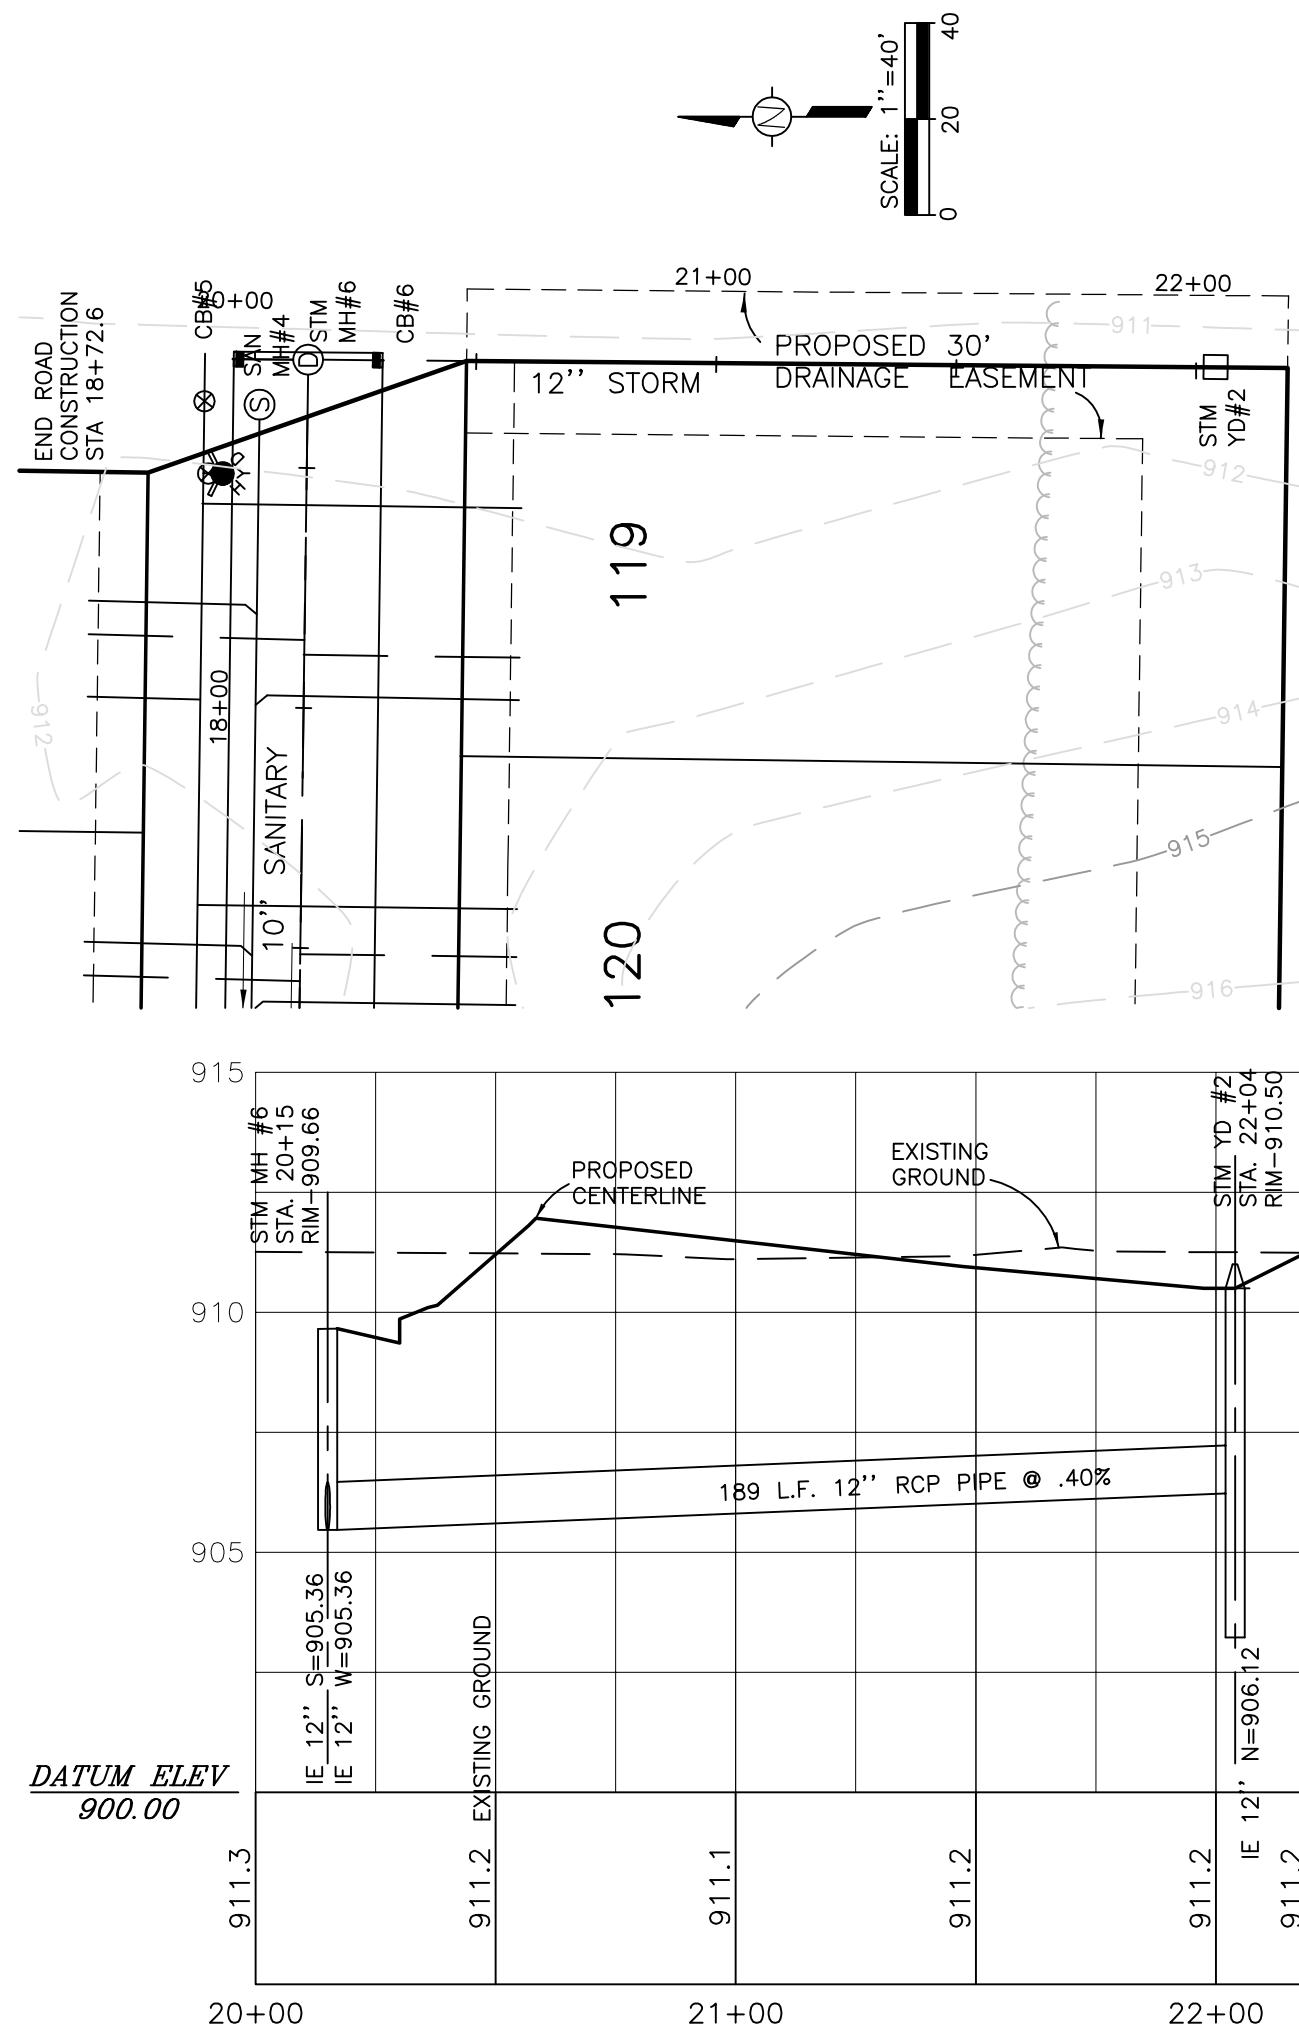 SCALE: 1''=40'
0
20
40
N
END ROAD
CONSTRUCTION
STA 18+72.6
CB#5
20+00
SAN
MH#4
STM
MH#6
CB#6
D
S
HYD
21+00
22+00
911
PROPOSED 30'
DRAINAGE EASEMENT
12'' STORM
STM
YD#2
912
119
913
18+00
912
914
10'' SANITARY
915
120
916
915
STM MH #6
STA. 20+15
RIM-909.66
PROPOSED
CENTERLINE
EXISTING
GROUND
STM YD #2
STA. 22+04
RIM-910.50
910
189 L.F. 12'' RCP PIPE @ .40%
905
IE 12'' S=905.36
IE 12'' W=905.36
EXISTING GROUND
IE 12'' N=906.12
DATUM ELEV
900.00
911.3
911.2
911.1
911.2
911.2
911.2
20+00
21+00
22+00